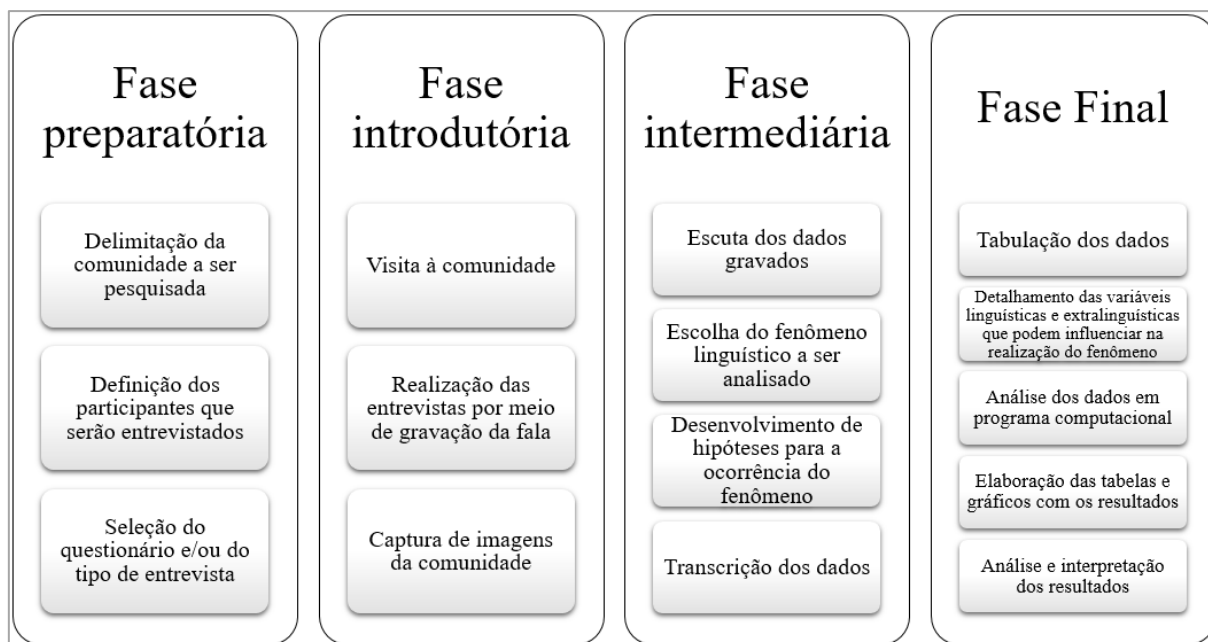 Fase
preparatória
Delimitação da
comunidade a ser
pesquisada
Definição dos
participantes que
serão entrevistados
Seleção do
questionário e/ou do
tipo de entrevista
Fase
introdutória
Visita à comunidade
Realização das
entrevistas por meio
de gravação da fala
Captura de imagens
da comunidade
Fase
intermediária
Escuta dos dados
gravados
Escolha do fenômeno
linguístico a ser
analisado
Desenvolvimento de
hipóteses para a
ocorrência do
fenômeno
Transcrição dos dados
Fase Final
Tabulação dos dados
Detalhamento das variáveis
linguísticas e extralinguísticas
que podem influenciar na
realização do fenômeno
Análise dos dados em
programa computacional
Elaboração das tabelas e
gráficos com os resultados
Análise e interpretação
dos resultados